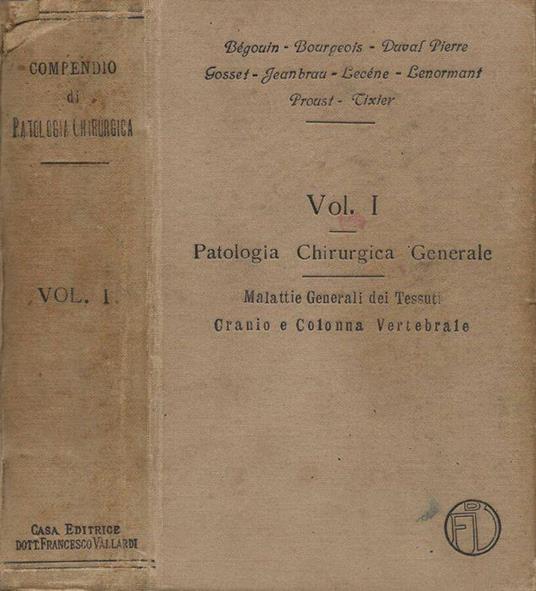 COMPENDIO
di
PATOLOGIA CHIRURGICA
VOL. I.
CASA EDITRICE
DOTT. FRANCESCO VALLARDI
Bégouin - Bourgeois - Duval Pierre
Gosset - Jeanbrau - Lecéne - Lenormant
Proust - Tixier
Vol. I
Patologia Chirurgica Generale
Malattie Generali dei Tessuti
Cranio e Colonna Vertebrale